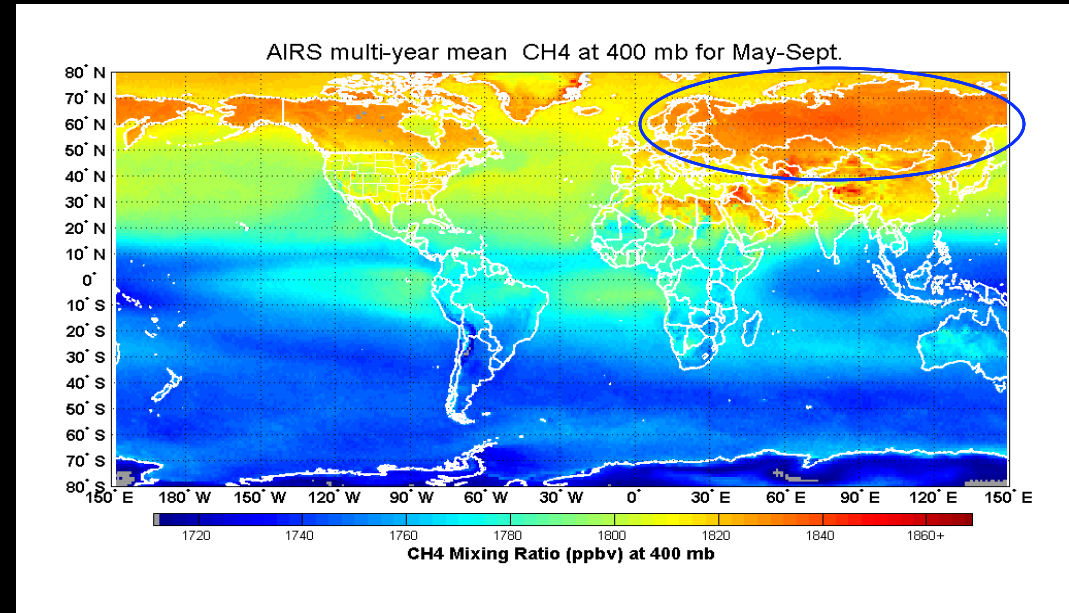 AIRS multi-year mean CH4 at 400 mb for May-Sept.
80° N
70° N
60° N
50° N
40° N
30° N
20° N
10° N
0°
10° S
20° S
30° S
40° S
50° S
60° S
70° S
80° S
150° E 180° W 150° W 120° W 90° W 60° W 30° W 0° 30° E 60° E 90° E 120° E 150° E
1720 1740 1760 1780 1800 1820 1840 1860+
CH4 Mixing Ratio (ppbv) at 400 mb